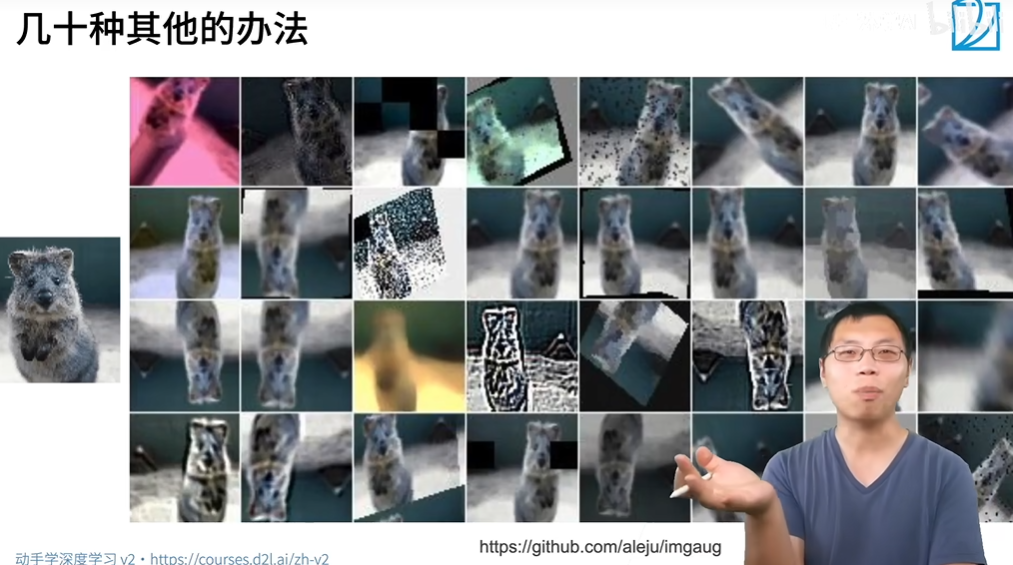 几十种其他的办法
https://github.com/aleju/imgaug
动手学深度学习 v2 • https://courses.d2l.ai/zh-v2